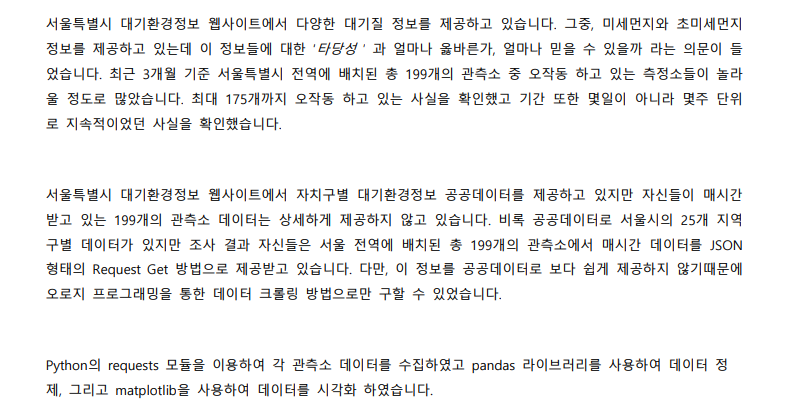 서울특별시 대기환경정보 웹사이트에서 다양한 대기질 정보를 제공하고 있습니다. 그중, 미세먼지와 초미세먼지
정보를 제공하고 있는데 이 정보들에 대한 '타당성' 과 얼마나 옳바른가, 얼마나 믿을 수 있을까 라는 의문이 들
었습니다. 최근 3개월 기준 서울특별시 전역에 배치된 총 199개의 관측소 중 오작동 하고 있는 측정소들이 놀라
울 정도로 많았습니다. 최대 175개까지 오작동 하고 있는 사실을 확인했고 기간 또한 몇일이 아니라 몇주 단위
로 지속적이었던 사실을 확인했습니다.
서울특별시 대기환경정보 웹사이트에서 자치구별 대기환경정보 공공데이터를 제공하고 있지만 자신들이 매시간
받고 있는 199개의 관측소 데이터는 상세하게 제공하지 않고 있습니다. 비록 공공데이터로 서울시의 25개 지역
구별 데이터가 있지만 조사 결과 자신들은 서울 전역에 배치된 총 199개의 관측소에서 매시간 데이터를 JSON
형태의 Request Get 방법으로 제공받고 있습니다. 다만, 이 정보를 공공데이터로 보다 쉽게 제공하지 않기때문에
오로지 프로그래밍을 통한 데이터 크롤링 방법으로만 구할 수 있었습니다.
Python의 requests 모듈을 이용하여 각 관측소 데이터를 수집하였고 pandas 라이브러리를 사용하여 데이터 정
제, 그리고 matplotlib을 사용하여 데이터를 시각화 하였습니다.